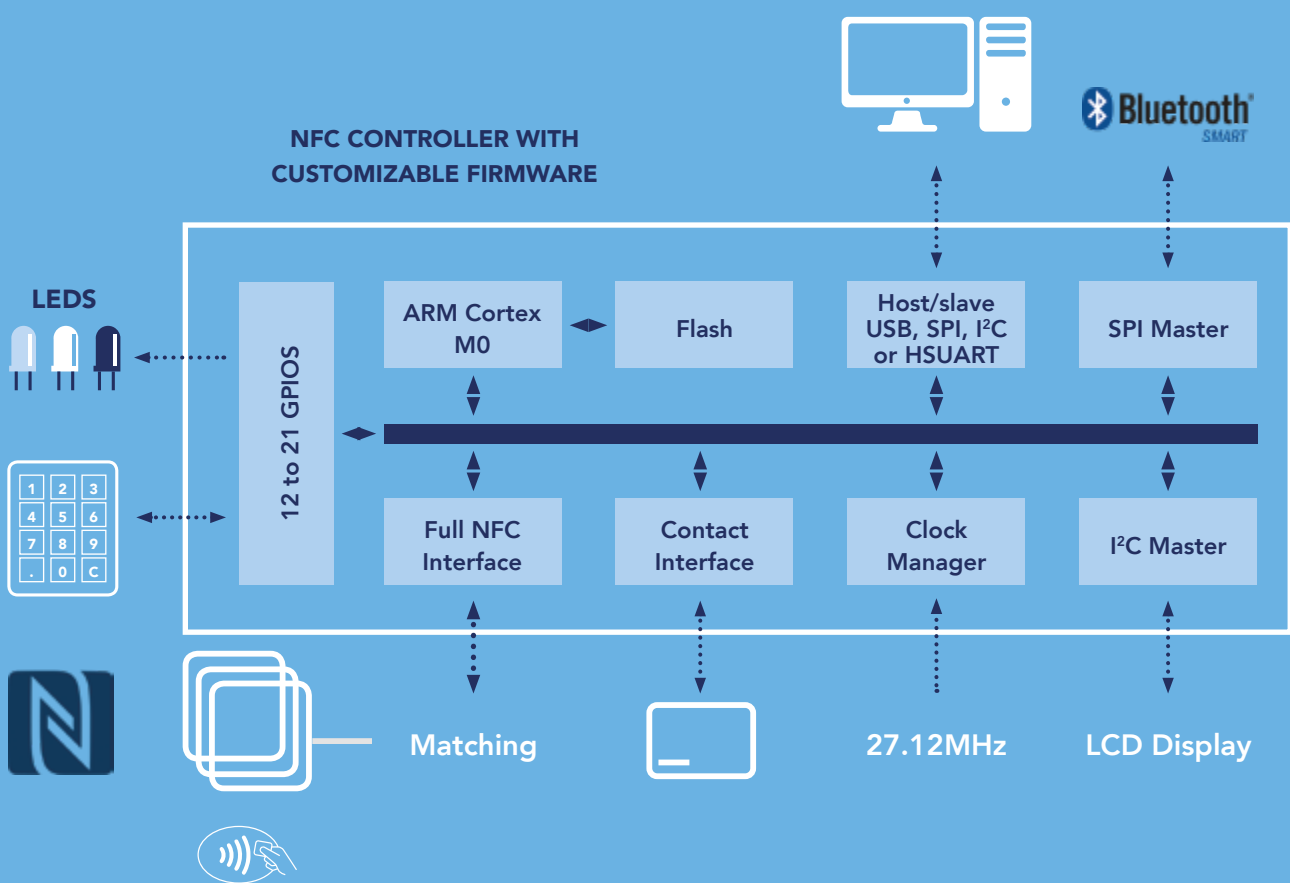 NFC CONTROLLER WITH
CUSTOMIZABLE FIRMWARE
Bluetooth®
SMART
LEDS
12 to 21 GPIOS
ARM Cortex
M0
Flash
Host/slave
USB, SPI, I²C
or HSUART
SPI Master
1 2 3
4 5 6
7 8 9
. 0 C
Full NFC
Interface
Contact
Interface
Clock
Manager
I²C Master
Matching
27.12MHz
LCD Display